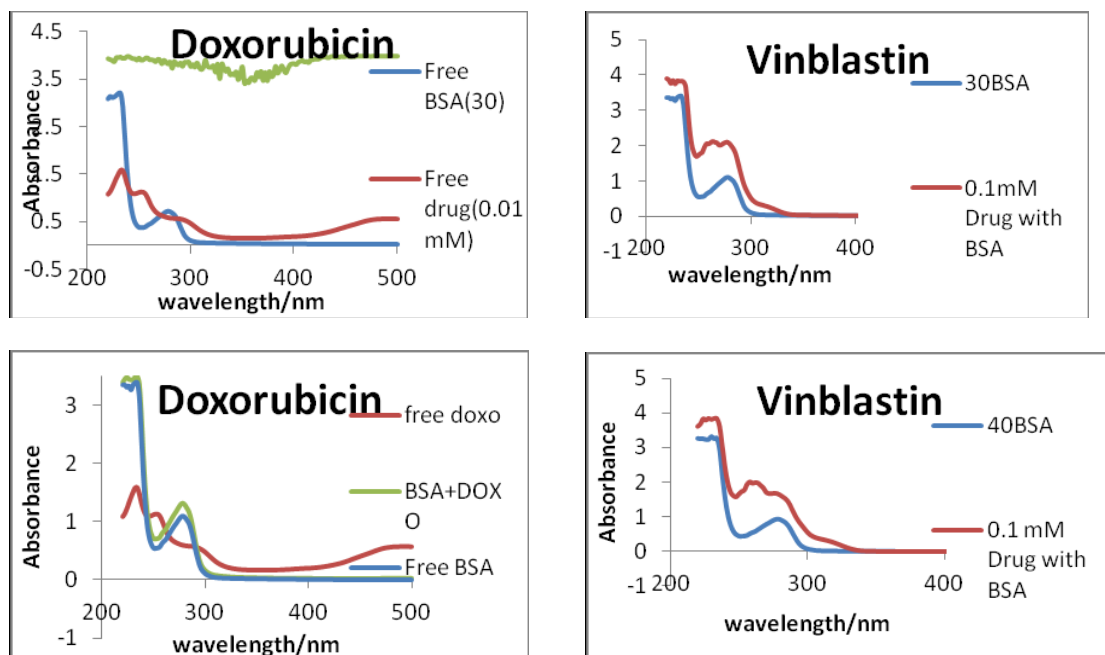 Doxorubicin
4.5
3.5
2.5
1.5
0.5
-0.5
Absorbance
200
300
400
500
wavelength/nm
Free
BSA(30)
Free
drug(0.01
mM)
Vinblastin
5
4
3
2
1
0
-1
Absorbance
200
300
400
wavelength/nm
30BSA
0.1mM
Drug with
BSA
Doxorubicin
3
2
1
0
-1
Absorbance
200
300
400
500
wavelength/nm
free doxo
BSA+DOX
O
Free BSA
Vinblastin
5
4
3
2
1
0
-1
Absorbance
200
300
400
wavelength/nm
40BSA
0.1 mM
Drug with
BSA